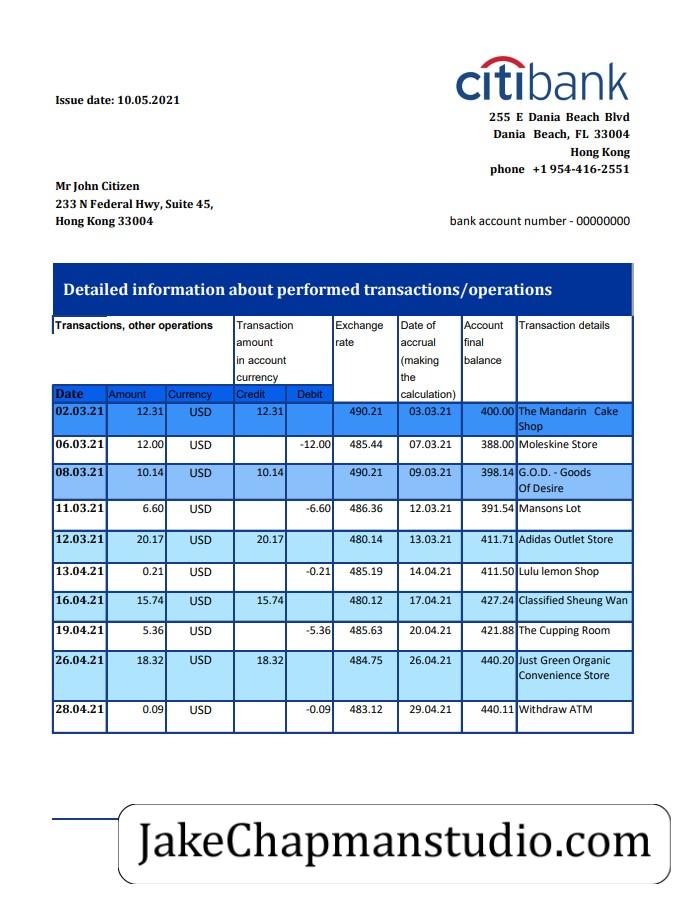 citibank
Issue date: 10.05.2021
255 E Dania Beach Blvd
Dania Beach, FL 33004
Hong Kong
phone +1 954-416-2551
Mr John Citizen
233 N Federal Hwy, Suite 45,
Hong Kong 33004
bank account number - 00000000
Detailed information about performed transactions/operations
Transactions, other operations Transaction amount in account currency Exchange rate Date of accrual (making the calculation) Account final balance Transaction details
Date Amount Currency Credit Debit
02.03.21 12.31 USD 12.31 490.21 03.03.21 400.00 The Mandarin Cake
Shop
06.03.21 12.00 USD -12.00 485.44 07.03.21 388.00 Moleskine Store
08.03.21 10.14 USD 10.14 490.21 09.03.21 398.14 G.O.D. - Goods
Of Desire
11.03.21 6.60 USD -6.60 486.36 12.03.21 391.54 Mansons Lot
12.03.21 20.17 USD 20.17 480.14 13.03.21 411.71 Adidas Outlet Store
13.04.21 0.21 USD -0.21 485.19 14.04.21 411.50 Lulu lemon Shop
16.04.21 15.74 USD 15.74 480.12 17.04.21 427.24 Classified Sheung Wan
19.04.21 5.36 USD -5.36 485.63 20.04.21 421.88 The Cupping Room
26.04.21 18.32 USD 18.32 484.75 26.04.21 440.20 Just Green Organic
Convenience Store
28.04.21 0.09 USD -0.09 483.12 29.04.21 440.11 Withdraw ATM
JakeChapmanstudio.com